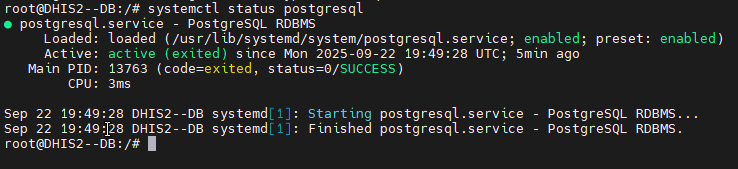 root@DHIS2--DB:/# systemctl status postgresql
● postgresql.service - PostgreSQL RDBMS
Loaded: loaded (/usr/lib/systemd/system/postgresql.service; enabled; preset: enabled)
Active: active (exited) since Mon 2025-09-22 19:49:28 UTC; 5min ago
Main PID: 13763 (code=exited, status=0/SUCCESS)
CPU: 3ms
Sep 22 19:49:28 DHIS2--DB systemd[1]: Starting postgresql.service - PostgreSQL RDBMS...
Sep 22 19:49:28 DHIS2--DB systemd[1]: Finished postgresql.service - PostgreSQL RDBMS.
root@DHIS2--DB:/#